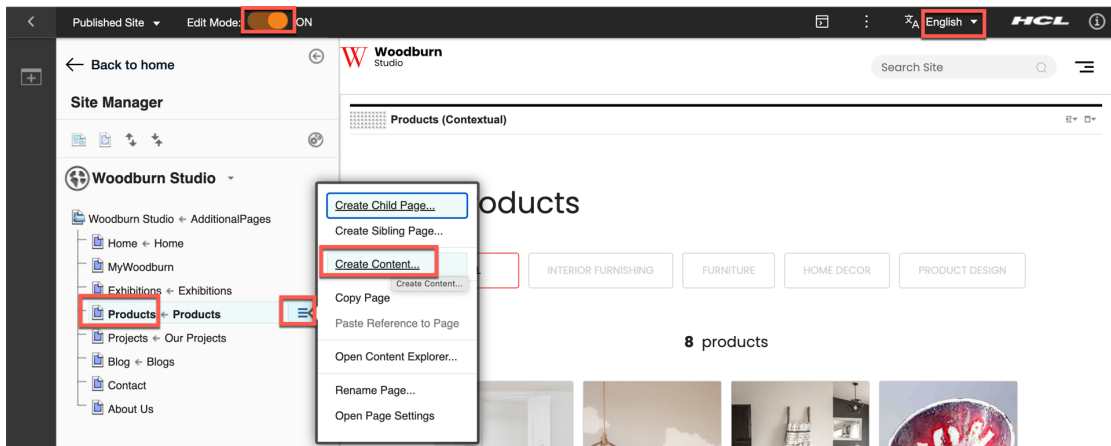 Published Site
Edit Mode:
ON
English
HCL
Back to home
Site Manager
Woodburn Studio
Woodburn Studio ← AdditionalPages
Home ← Home
MyWoodburn
Exhibitions ← Exhibitions
Products ← Products
Projects ← Our Projects
Blog ← Blogs
Contact
About Us
Create Child Page...
Create Sibling Page...
Create Content...
Create Content...
Copy Page
Paste Reference to Page
Open Content Explorer...
Rename Page...
Open Page Settings
W Woodburn
Studio
Search Site
Products (Contextual)
oducts
L
INTERIOR FURNISHING
FURNITURE
HOME DECOR
PRODUCT DESIGN
8 products